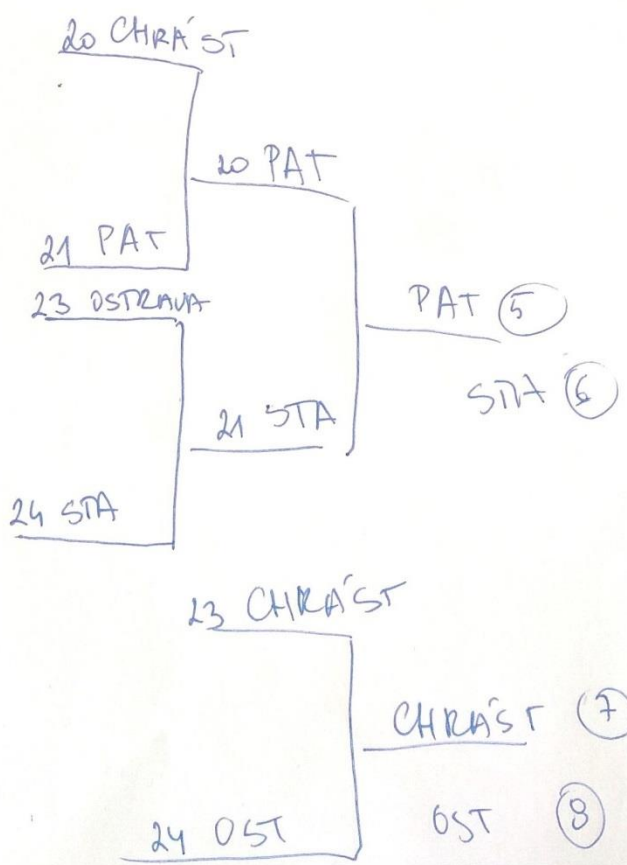 20 CHRÁST
20 PAT
21 PAT
23 OSTRAVA
PAT 5
STA 6
21 STA
24 STA
23 CHRÁST
CHRÁST 7
OST 8
24 OST